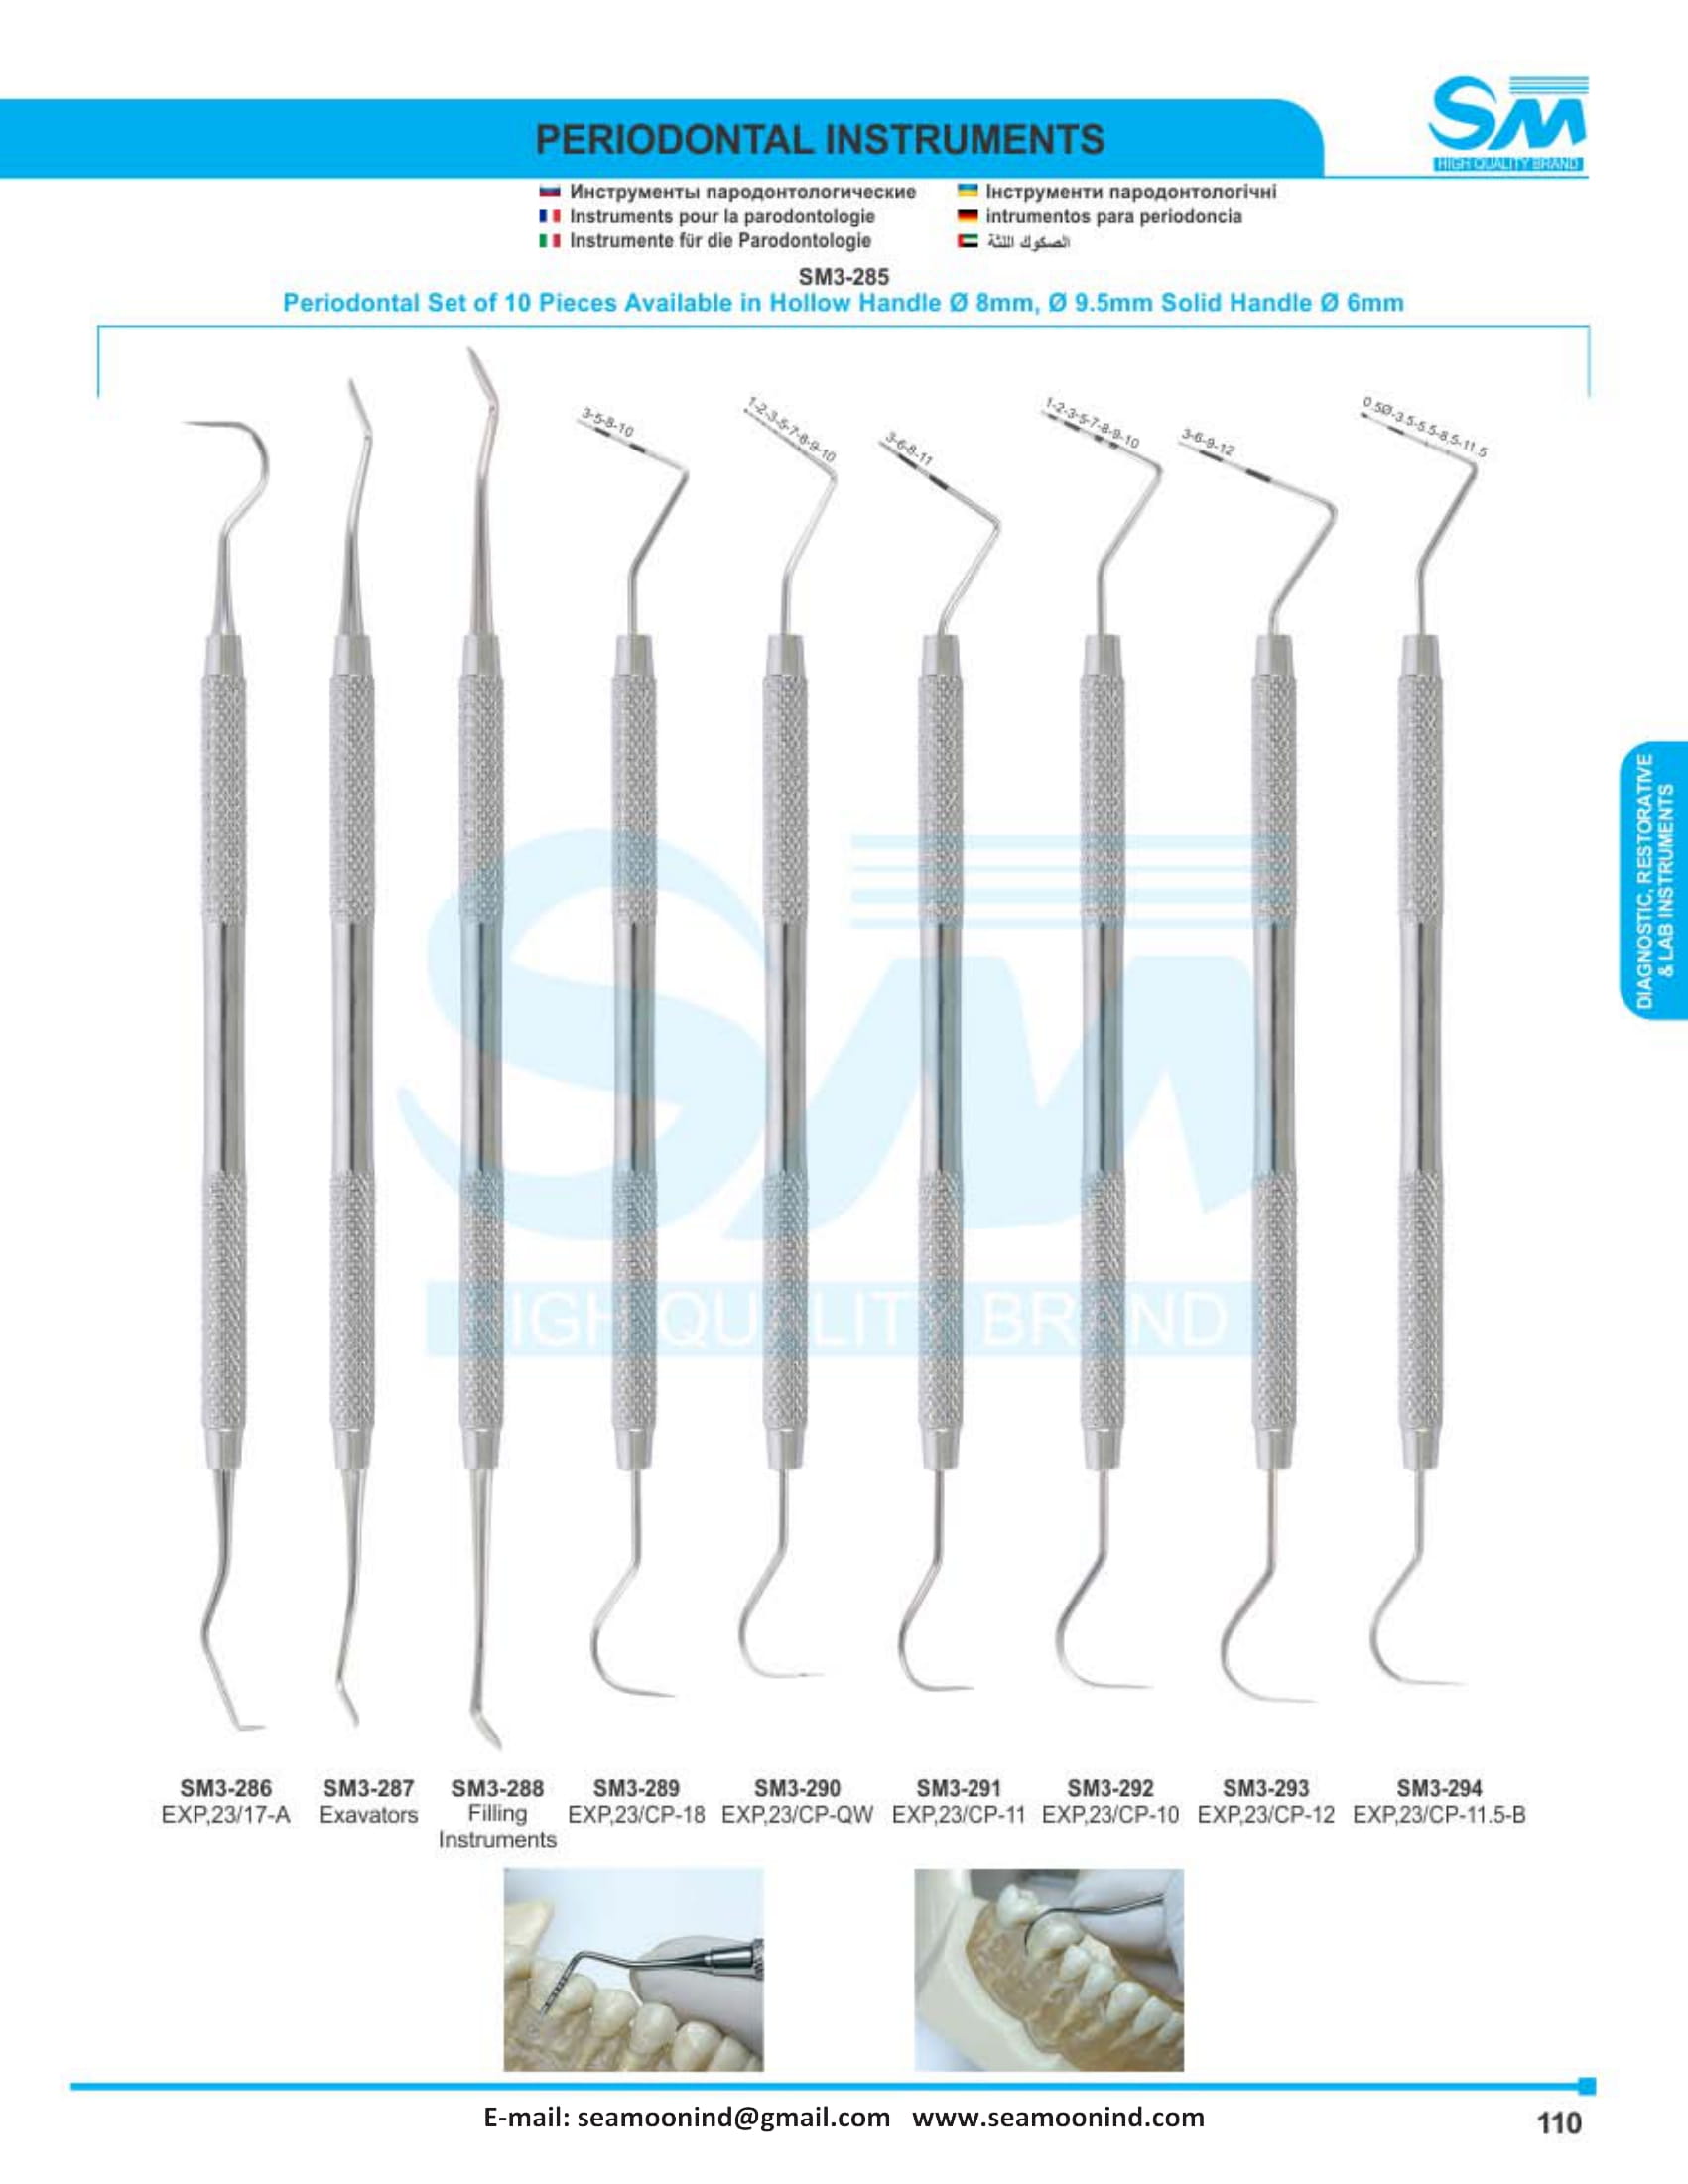 SM
HIGH QUALITY BRAND
PERIODONTAL INSTRUMENTS
Инструменты пародонтологические
Інструменти пародонтологічні
Instruments pour la parodontologie
intrumentos para periodoncia
Instrumente für die Parodontologie
الصكوك اللثة
SM3-285
Periodontal Set of 10 Pieces Available in Hollow Handle Ø 8mm, Ø 9.5mm Solid Handle Ø 6mm
3-5-8-10
1-2-3-5-7-8-9-10
3-6-8-11
1-2-3-5-7-8-9-10
3-6-9-12
0.5Ø-3.5-5.5-8.5-11.5
DIAGNOSTIC, RESTORATIVE
& LAB INSTRUMENTS
SM
HIGH QUALITY BRAND
SM3-286
EXP,23/17-A
SM3-287
Exavators
SM3-288
Filling
Instruments
SM3-289
EXP,23/CP-18
SM3-290
EXP,23/CP-QW
SM3-291
EXP,23/CP-11
SM3-292
EXP,23/CP-10
SM3-293
EXP,23/CP-12
SM3-294
EXP,23/CP-11.5-B
E-mail: seamoonind@gmail.com www.seamoonind.com
110